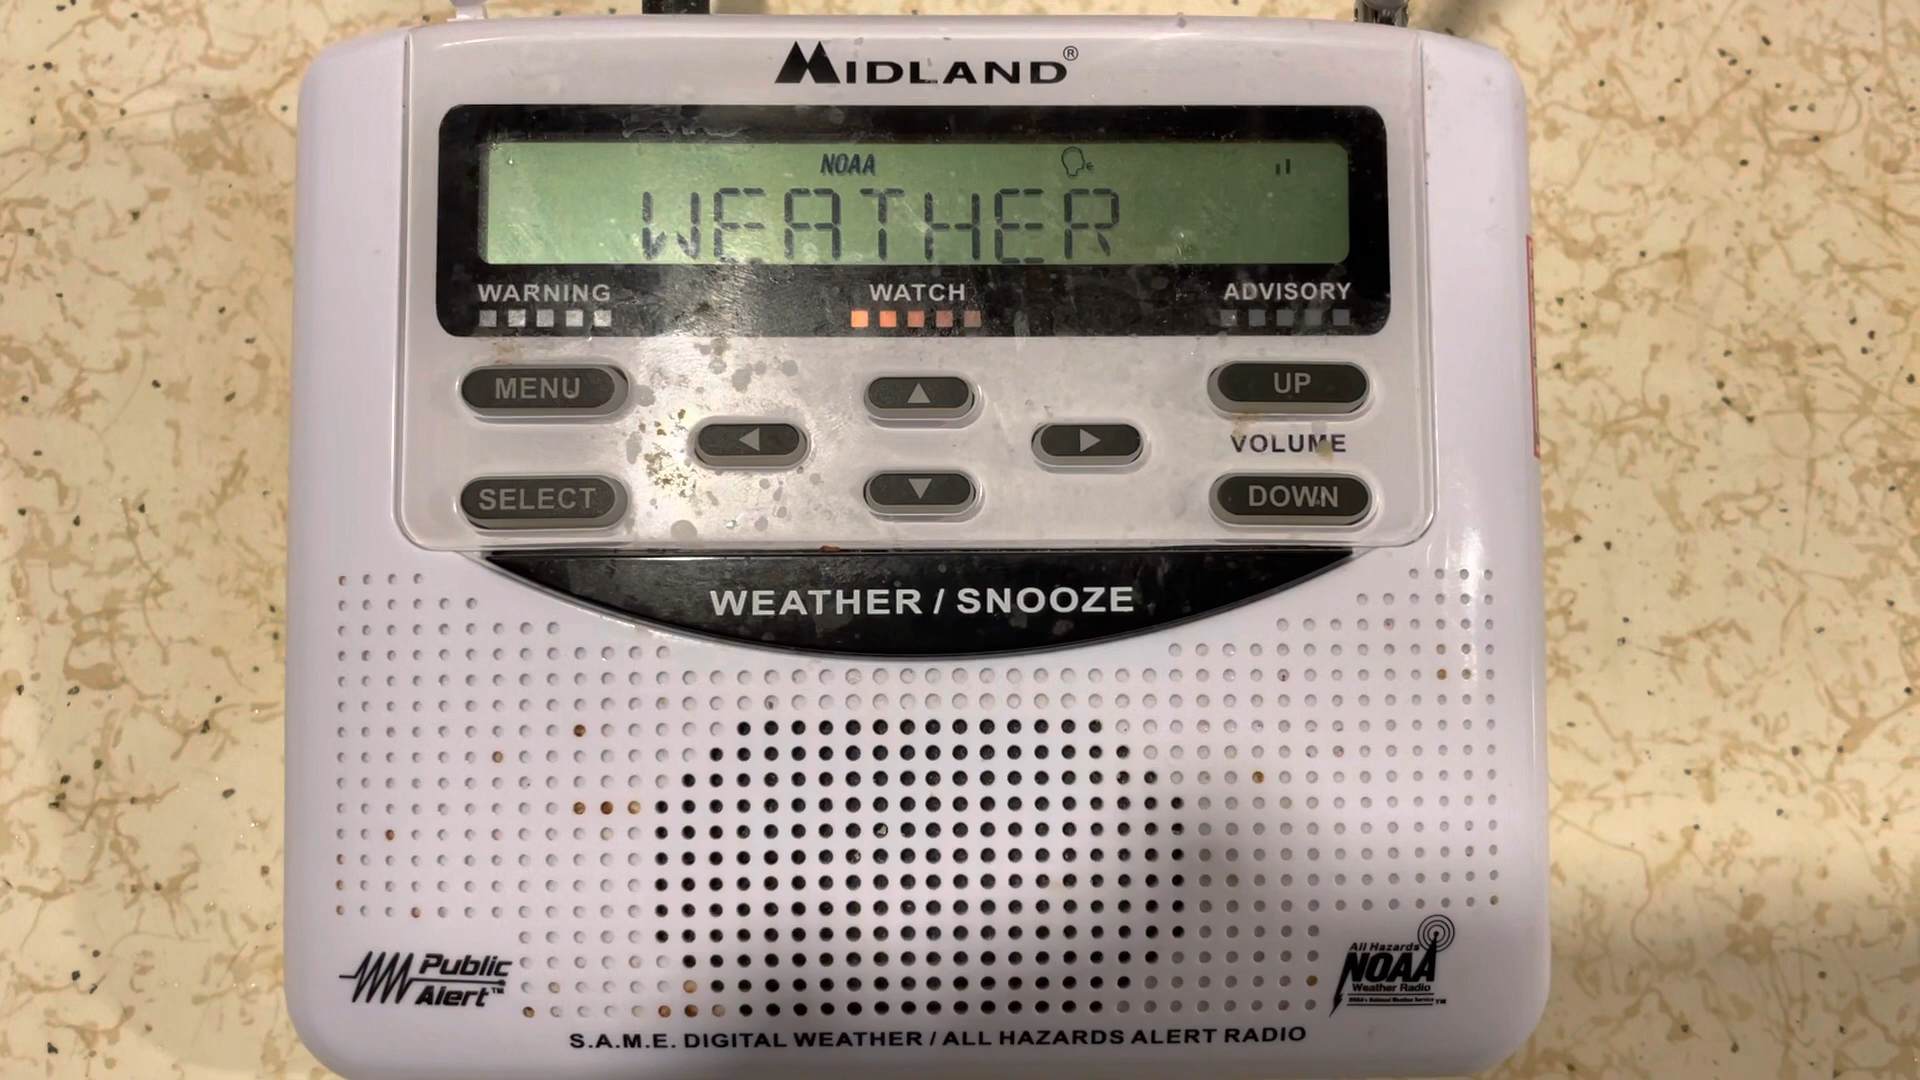 MIDLAND®
NOAA
WEATHER
WARNING WATCH ADVISORY
MENU UP
VOLUME
SELECT DOWN
WEATHER / SNOOZE
Public
Alert™
All Hazards
NOAA
Weather Radio
S.A.M.E. DIGITAL WEATHER / ALL HAZARDS ALERT RADIO